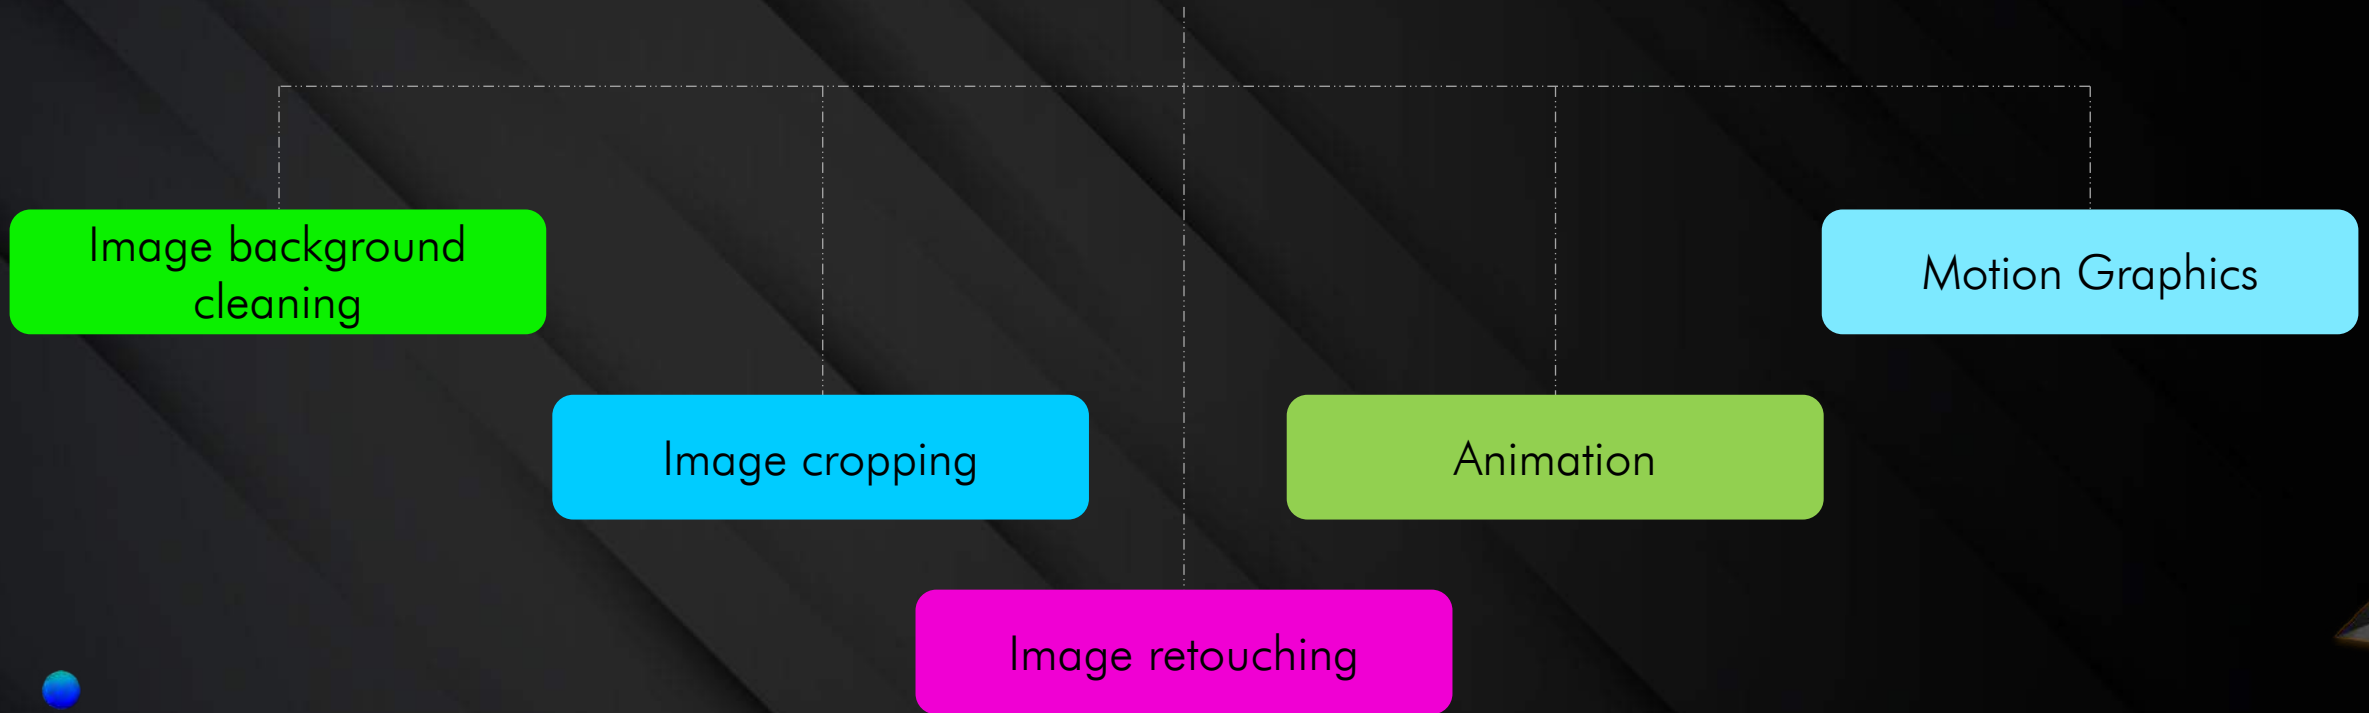 Image background
cleaning
Motion Graphics
Image cropping
Animation
Image retouching